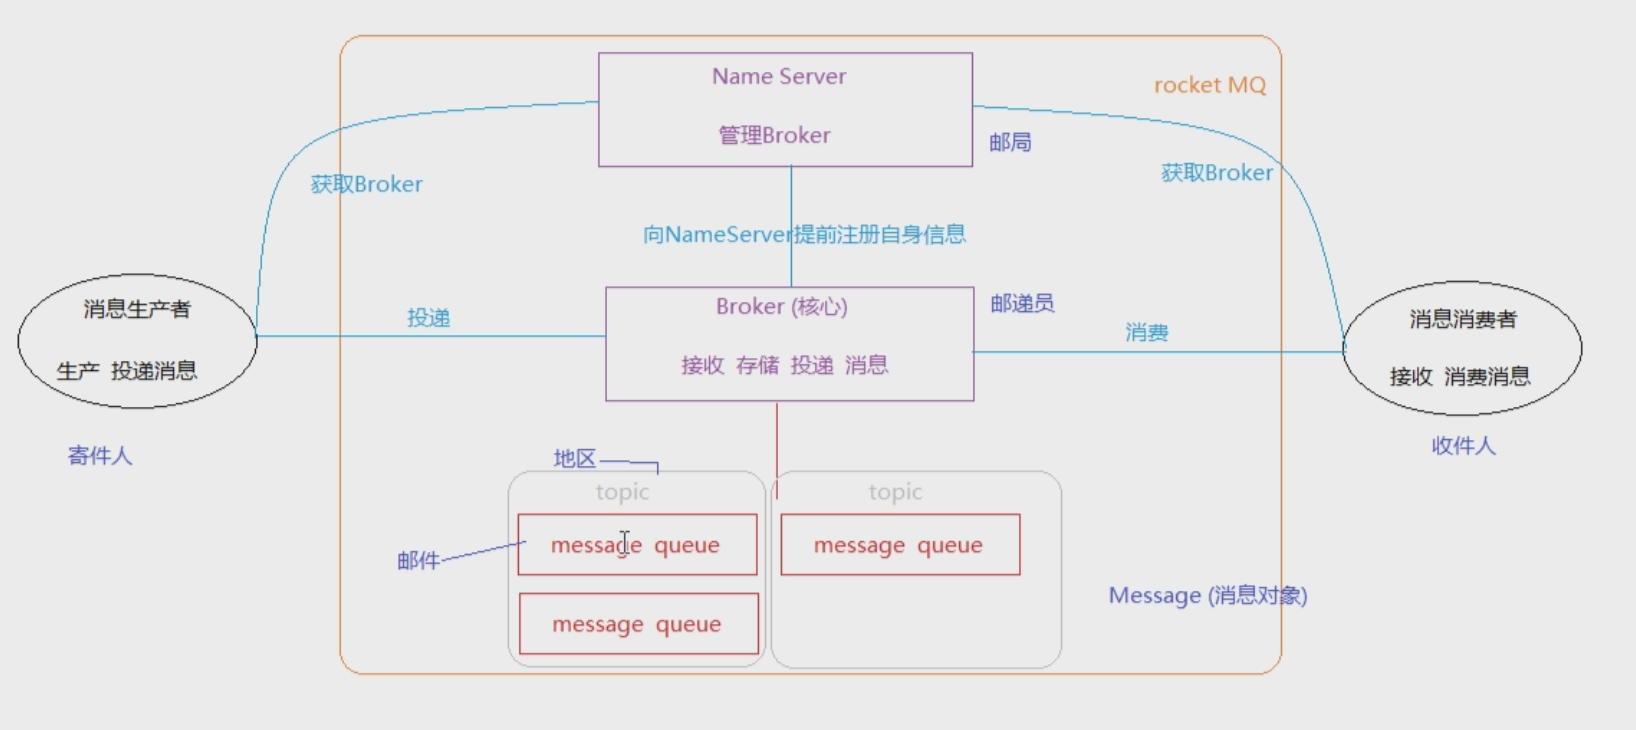 Name Server
rocket MQ
管理Broker
邮局
获取Broker
获取Broker
向NameServer提前注册自身信息
消息生产者
生产 投递消息
投递
Broker (核心)
接收 存储 投递 消息
邮递员
消费
消息消费者
接收 消费消息
寄件人
收件人
地区
topic
topic
邮件
message queue
message queue
message queue
Message (消息对象)